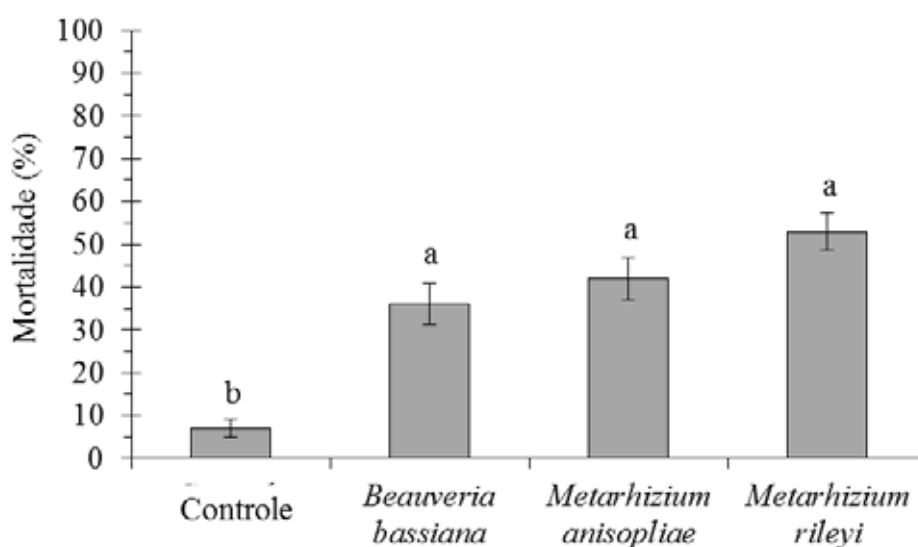 Mortalidade (%)
100
90
80
70
60
50
40
30
20
10
0
b
a
a
a
Controle
Beauveria
bassiana
Metarhizium
anisopliae
Metarhizium
rileyi